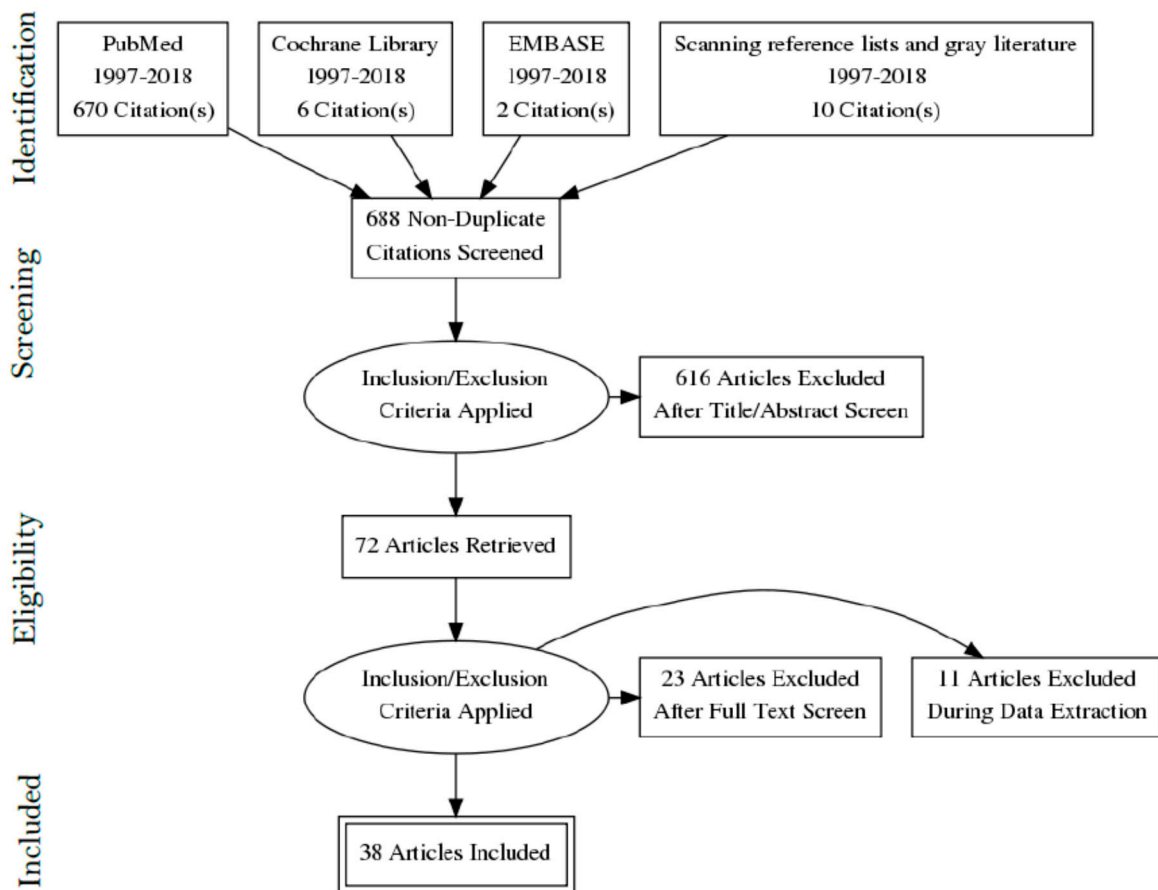 Identification
PubMed
1997-2018
670 Citation(s)
Cochrane Library
1997-2018
6 Citation(s)
EMBASE
1997-2018
2 Citation(s)
Scanning reference lists and gray literature
1997-2018
10 Citation(s)
Screening
688 Non-Duplicate
Citations Screened
Inclusion/Exclusion
Criteria Applied
616 Articles Excluded
After Title/Abstract Screen
Eligibility
72 Articles Retrieved
Inclusion/Exclusion
Criteria Applied
23 Articles Excluded
After Full Text Screen
11 Articles Excluded
During Data Extraction
Included
38 Articles Included